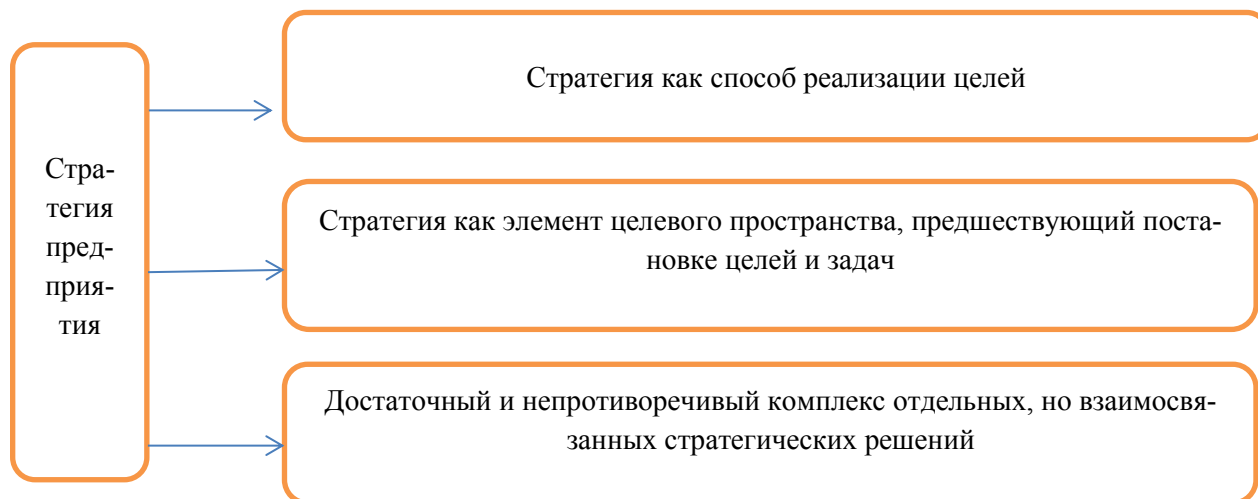 Стра-
тегия
пред-
прия-
тия
Стратегия как способ реализации целей
Стратегия как элемент целевого пространства, предшествующий поста-
новке целей и задач
Достаточный и непротиворечивый комплекс отдельных, но взаимосвя-
занных стратегических решений